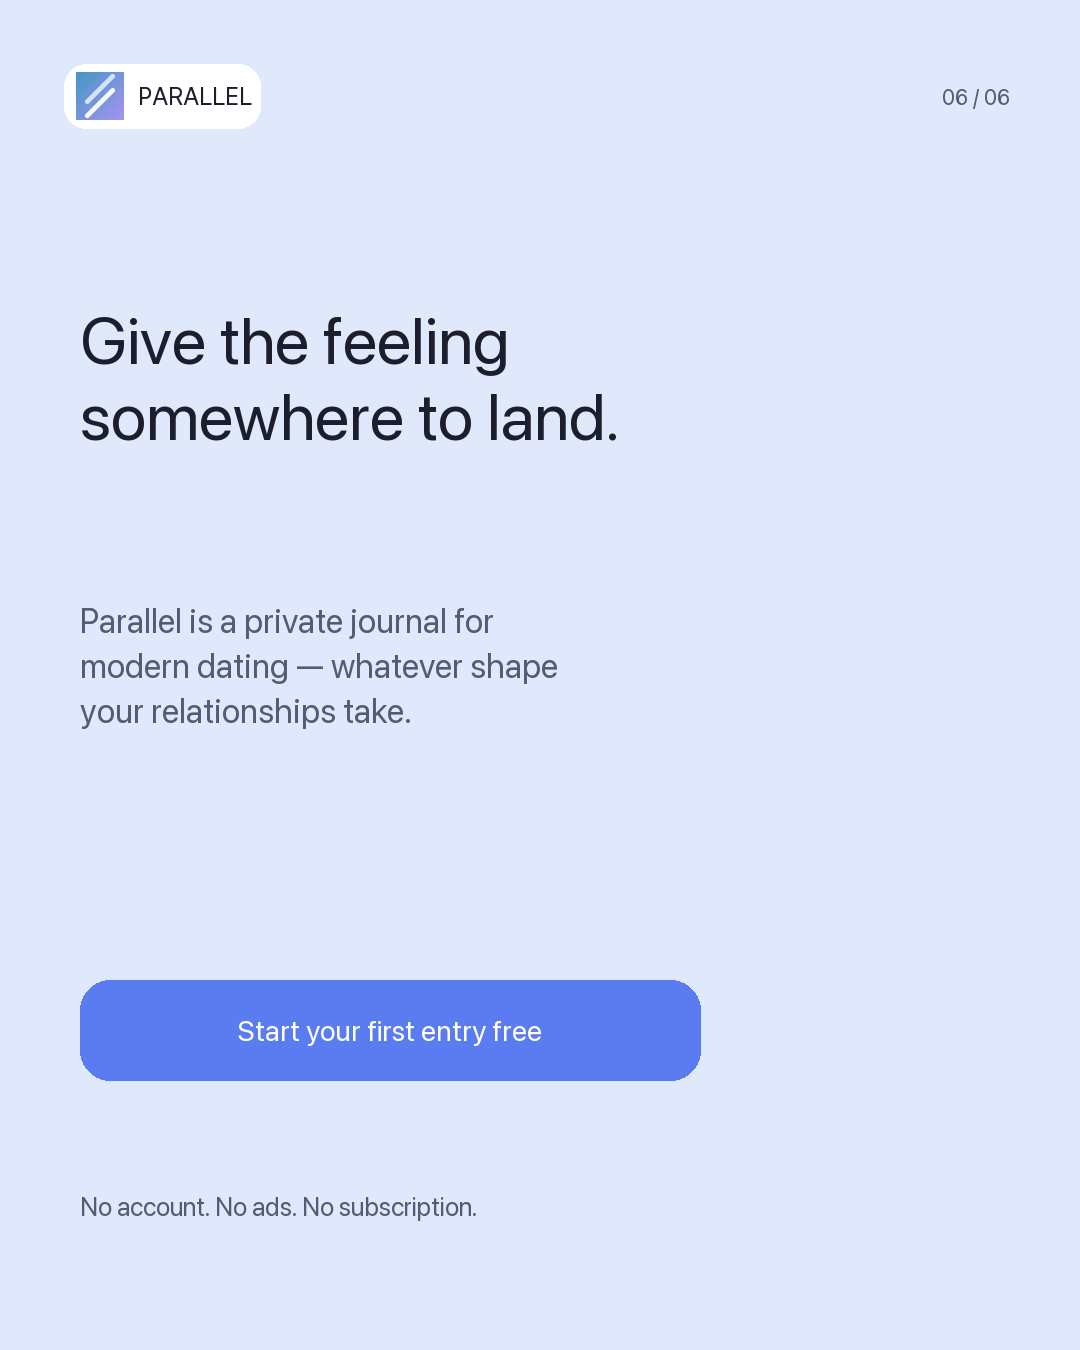 PARALLEL
06 / 06
Give the feeling
somewhere to land.
Parallel is a private journal for
modern dating — whatever shape
your relationships take.
Start your first entry free
No account. No ads. No subscription.